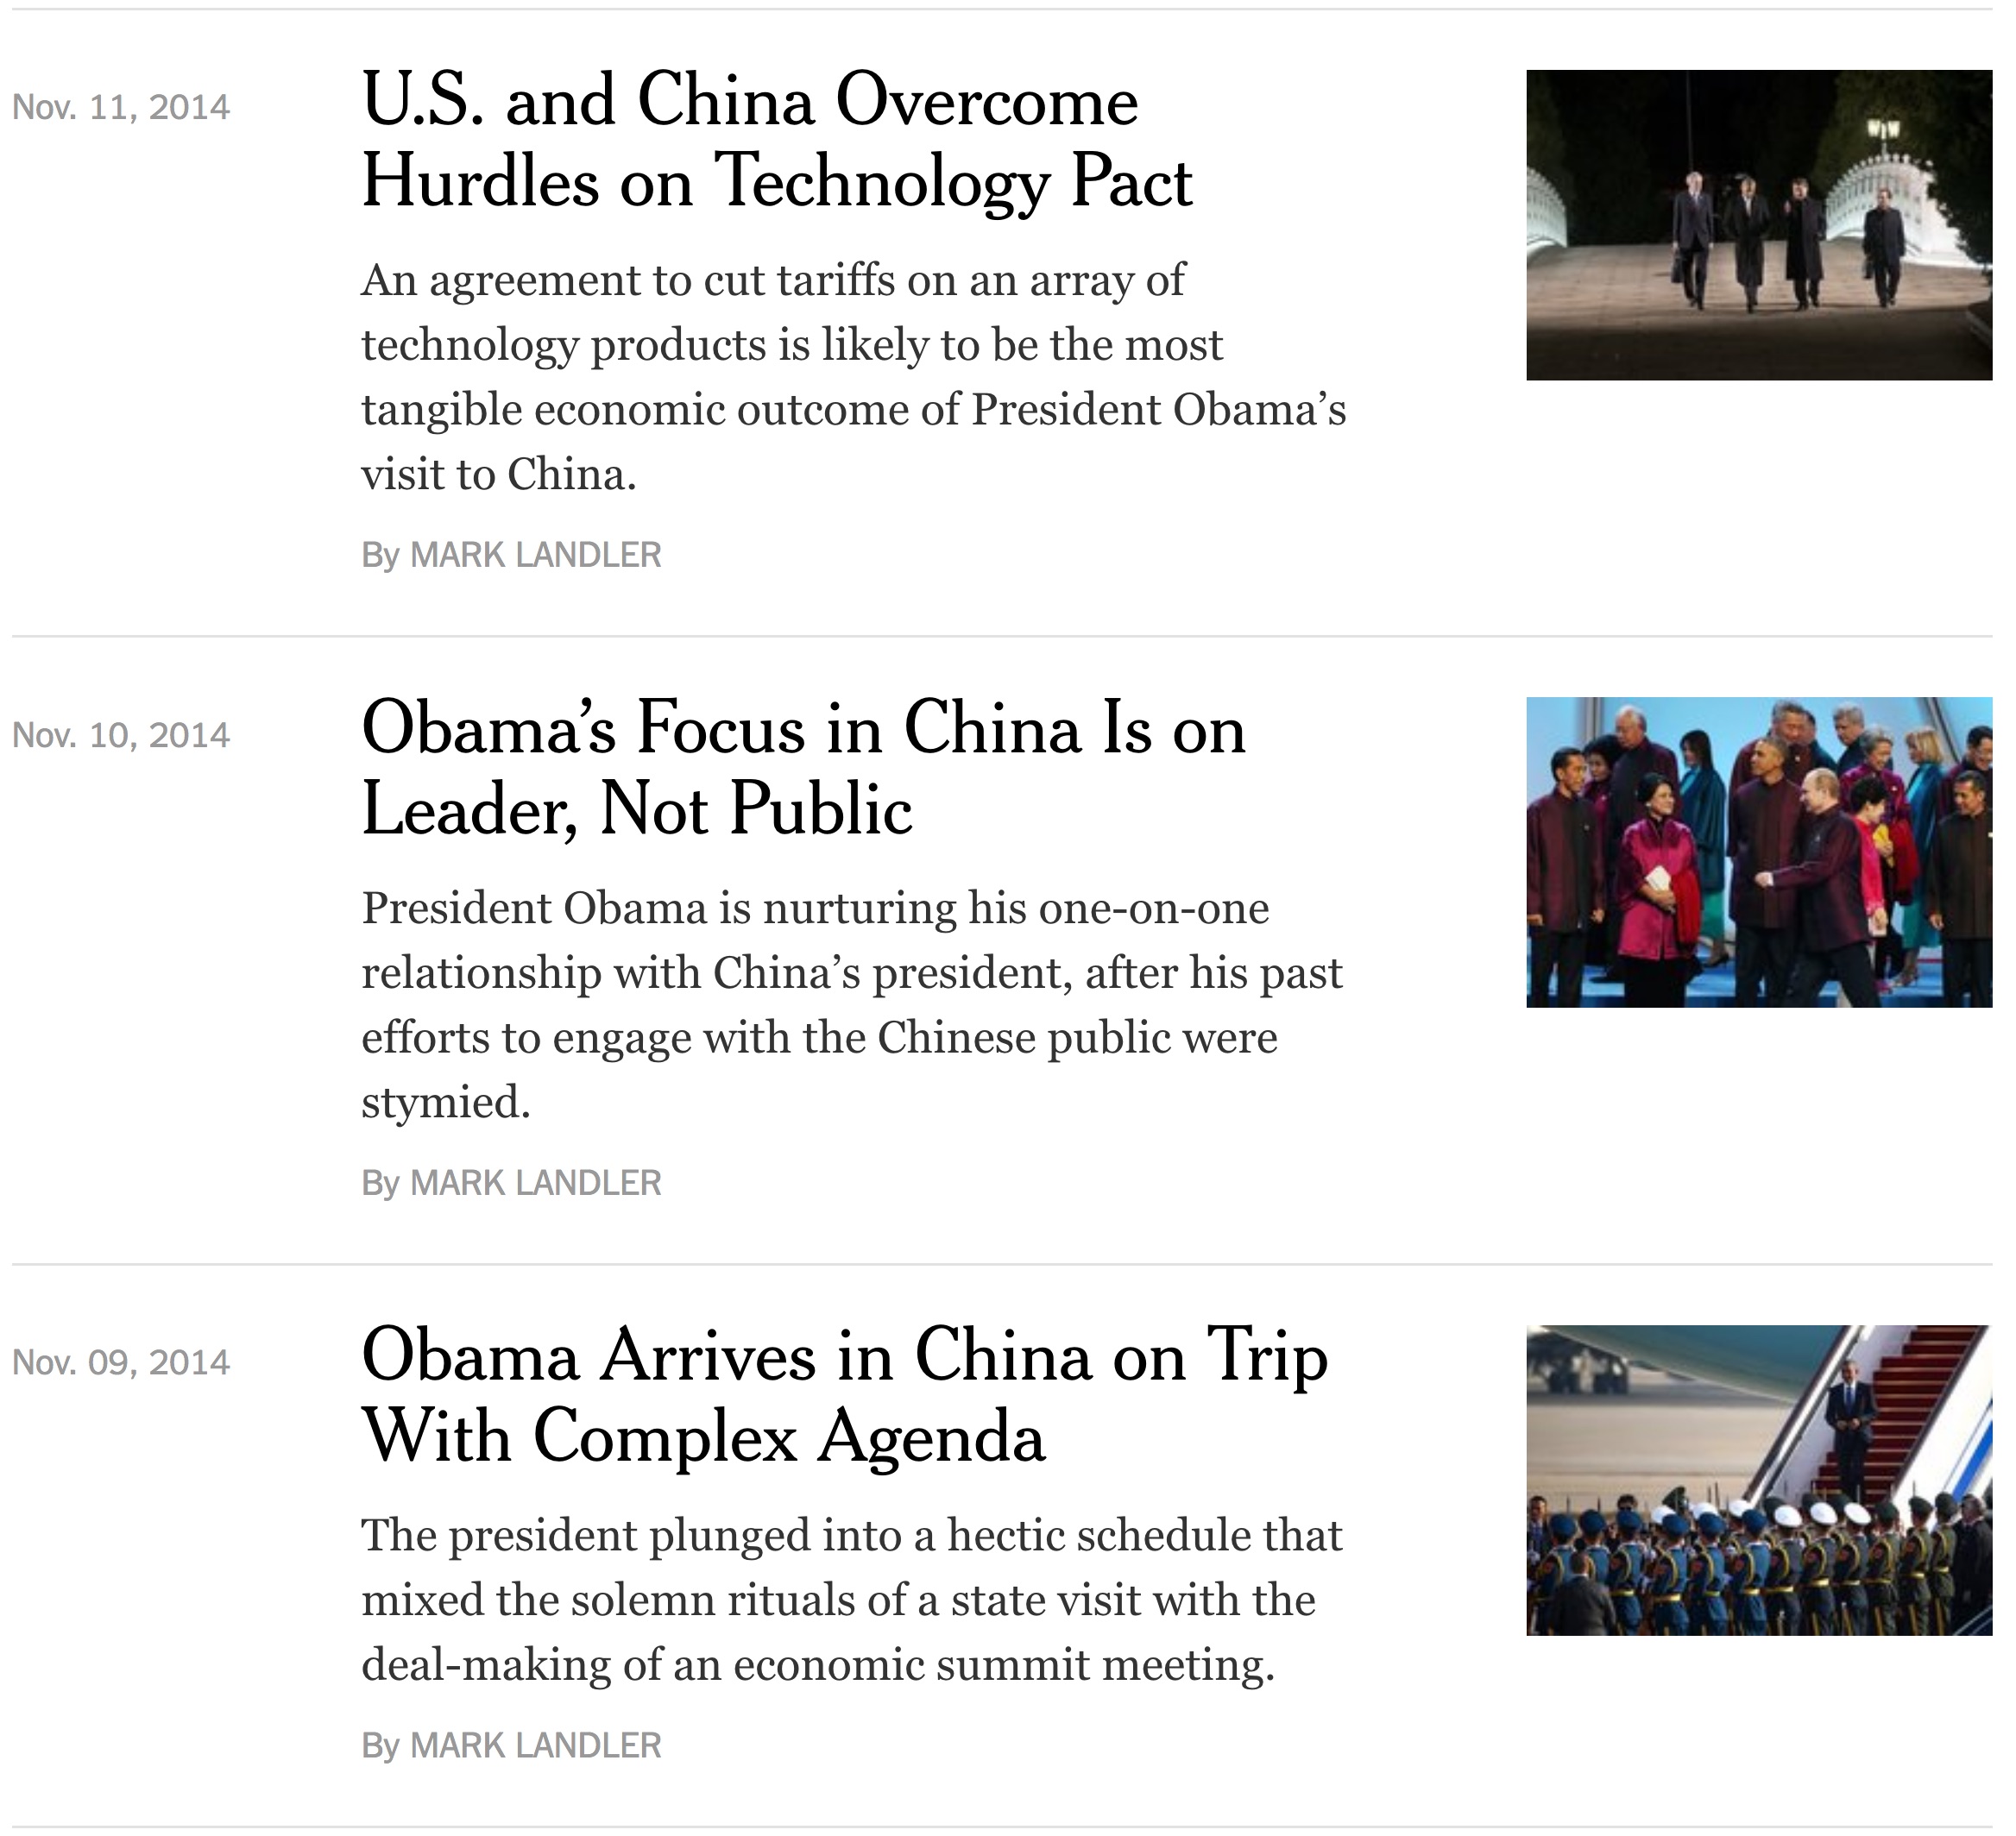 Nov. 11, 2014
U.S. and China Overcome
Hurdles on Technology Pact
An agreement to cut tariffs on an array of
technology products is likely to be the most
tangible economic outcome of President Obama’s
visit to China.
By MARK LANDLER
Nov. 10, 2014
Obama’s Focus in China Is on
Leader, Not Public
President Obama is nurturing his one-on-one
relationship with China’s president, after his past
efforts to engage with the Chinese public were
stymied.
By MARK LANDLER
Nov. 09, 2014
Obama Arrives in China on Trip
With Complex Agenda
The president plunged into a hectic schedule that
mixed the solemn rituals of a state visit with the
deal-making of an economic summit meeting.
By MARK LANDLER